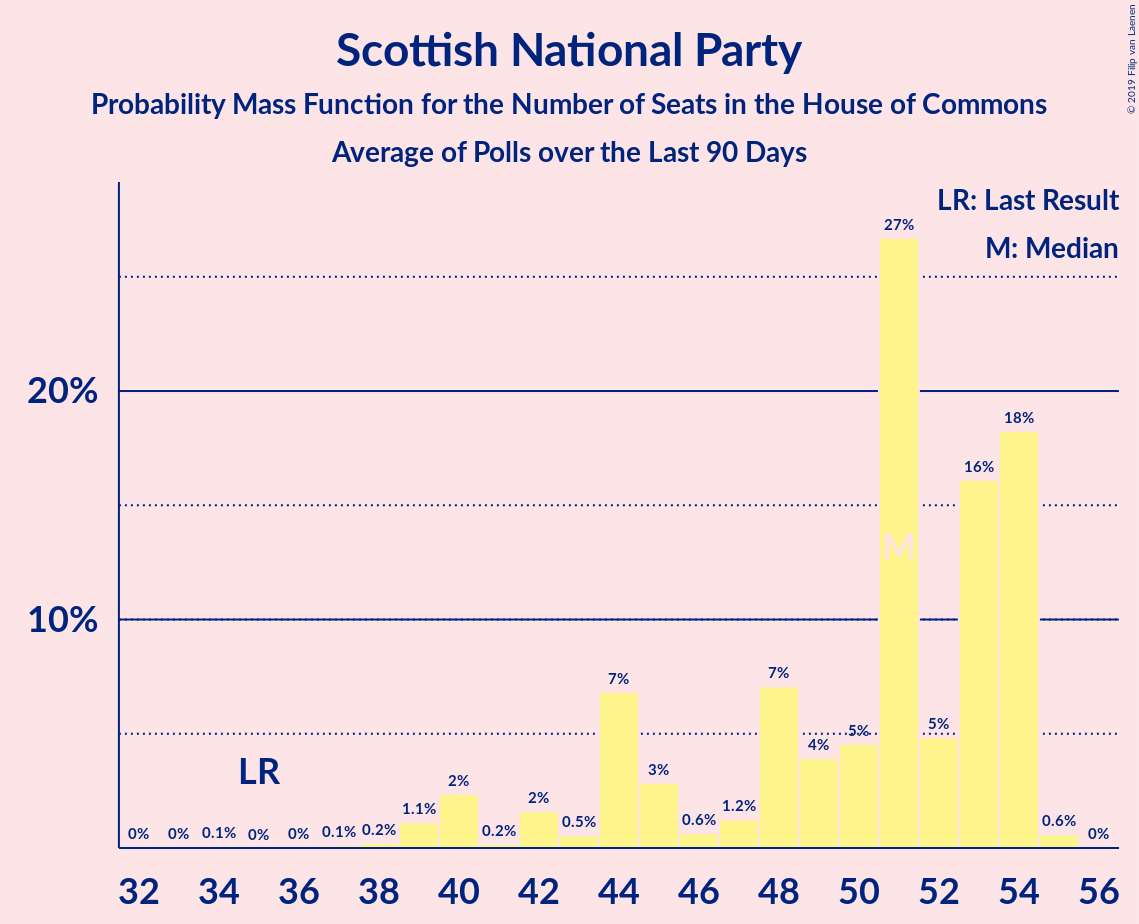 Scottish National Party
Probability Mass Function for the Number of Seats in the House of Commons
Average of Polls over the Last 90 Days
© 2019 Filip van Laenen
LR: Last Result
M: Median
27%
20%
18%
16%
M
10%
7%
7%
5%
5%
4%
LR
3%
2%
2%
1.1%
1.2%
0% 0% 0.1% 0% 0% 0.1% 0.2% 0.2% 0.5% 0.6% 0.6% 0%
32 34 36 38 40 42 44 46 48 50 52 54 56